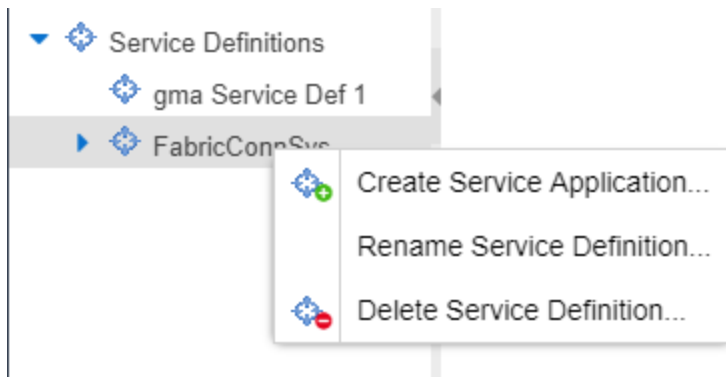 Service Definitions
gma Service Def 1
FabricConnSys
Create Service Application...
Rename Service Definition...
Delete Service Definition...